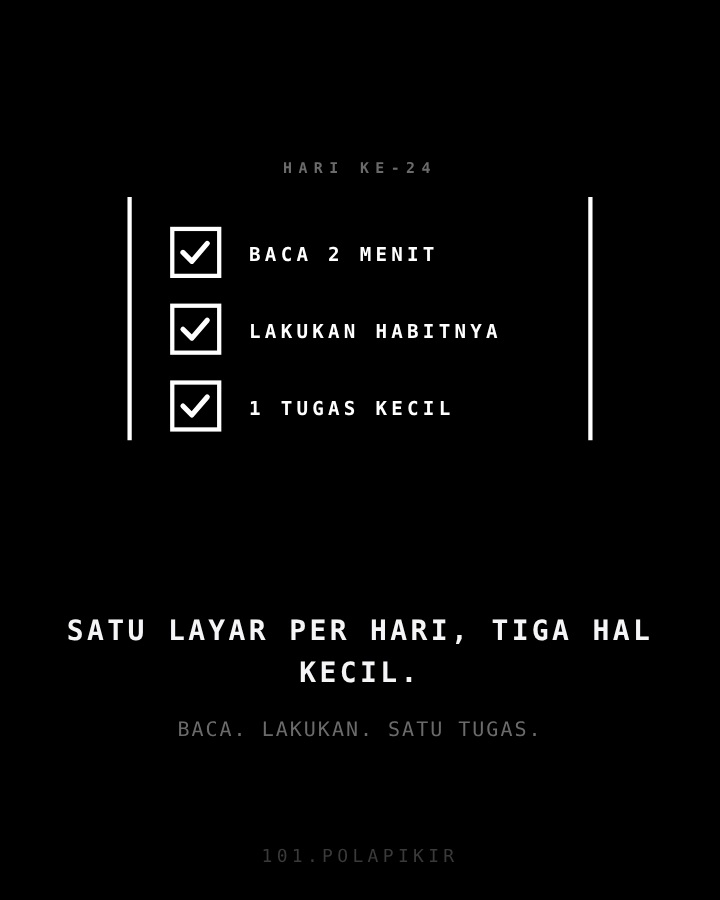 HARI KE-24
BACA 2 MENIT
LAKUKAN HABITNYA
1 TUGAS KECIL
SATU LAYAR PER HARI, TIGA HAL
KECIL.
BACA. LAKUKAN. SATU TUGAS.
101.POLAPIKIR